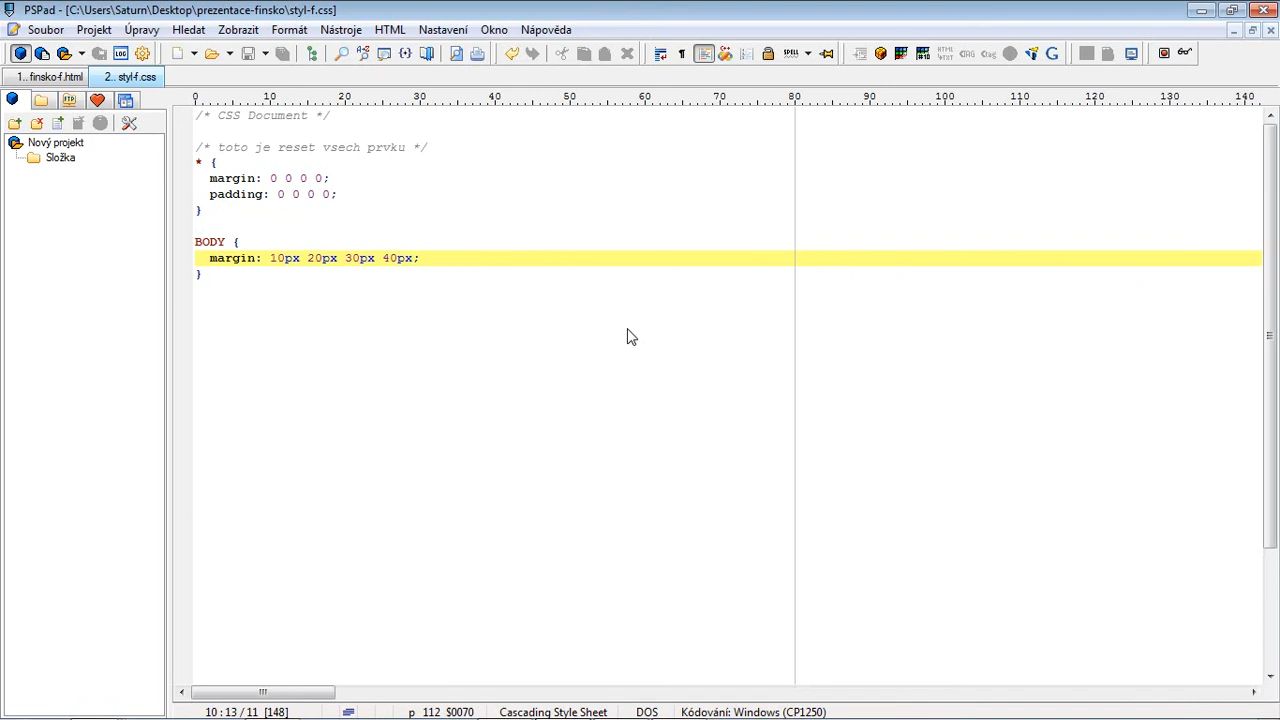 PSPad - [C:\Users\Saturn\Desktop\prezentace-finsko\styl-f.css]
Soubor Projekt Úpravy Hledat Zobrazit Formát Nástroje HTML Nastavení Okno Nápověda
1.. finsko-f.html 2.. styl-f.css
0 10 20 30 40 50 60 70 80 90 100 110 120 130 140
Nový projekt
Složka
/* CSS Document */
/* toto je reset vsech prvku */
* {
margin: 0 0 0 0;
padding: 0 0 0 0;
}
BODY {
margin: 10px 20px 30px 40px;
}
10 : 13 / 11 [148] p 112 $0070 Cascading Style Sheet DOS Kódování: Windows (CP1250)